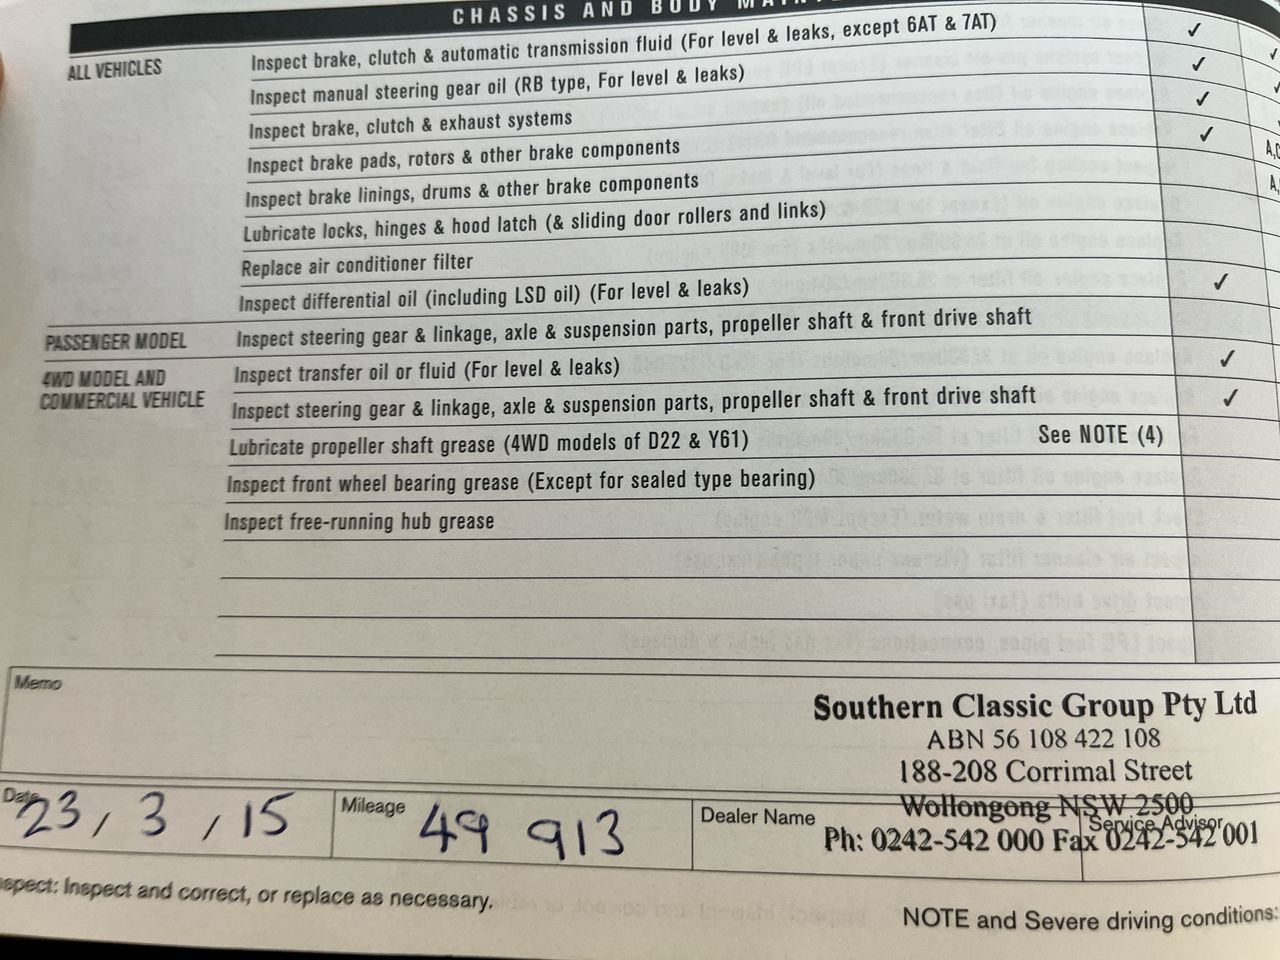 CHASSIS AND BODY
ALL VEHICLES
Inspect brake, clutch & automatic transmission fluid (For level & leaks, except 6AT & 7AT) ✓
Inspect manual steering gear oil (RB type, For level & leaks) ✓
Inspect brake, clutch & exhaust systems ✓
Inspect brake pads, rotors & other brake components ✓
Inspect brake linings, drums & other brake components
Lubricate locks, hinges & hood latch (& sliding door rollers and links)
Replace air conditioner filter
Inspect differential oil (including LSD oil) (For level & leaks) ✓
PASSENGER MODEL
Inspect steering gear & linkage, axle & suspension parts, propeller shaft & front drive shaft
4WD MODEL AND
COMMERCIAL VEHICLE
Inspect transfer oil or fluid (For level & leaks) ✓
Inspect steering gear & linkage, axle & suspension parts, propeller shaft & front drive shaft ✓
Lubricate propeller shaft grease (4WD models of D22 & Y61) See NOTE (4)
Inspect front wheel bearing grease (Except for sealed type bearing)
Inspect free-running hub grease
Memo
Southern Classic Group Pty Ltd
ABN 56 108 422 108
188-208 Corrimal Street
Wollongong NSW 2500
Ph: 0242-542 000 Fax 0242-542 001
Date 23 / 3 / 15
Mileage 49 913
Dealer Name
Service Advisor
Inspect and correct, or replace as necessary.
NOTE and Severe driving conditions: